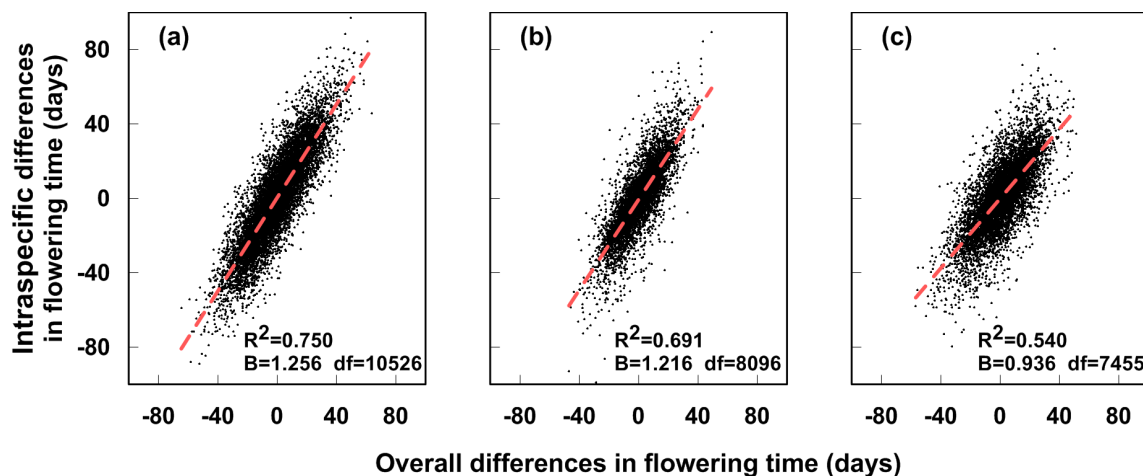 Intraspecific differences
in flowering time (days)
80
40
0
-40
-80
(a)
R²=0.750
B=1.256 df=10526
-80 -40 0 40 80
(b)
R²=0.691
B=1.216 df=8096
-80 -40 0 40 80
(c)
R²=0.540
B=0.936 df=7455
-80 -40 0 40 80
Overall differences in flowering time (days)